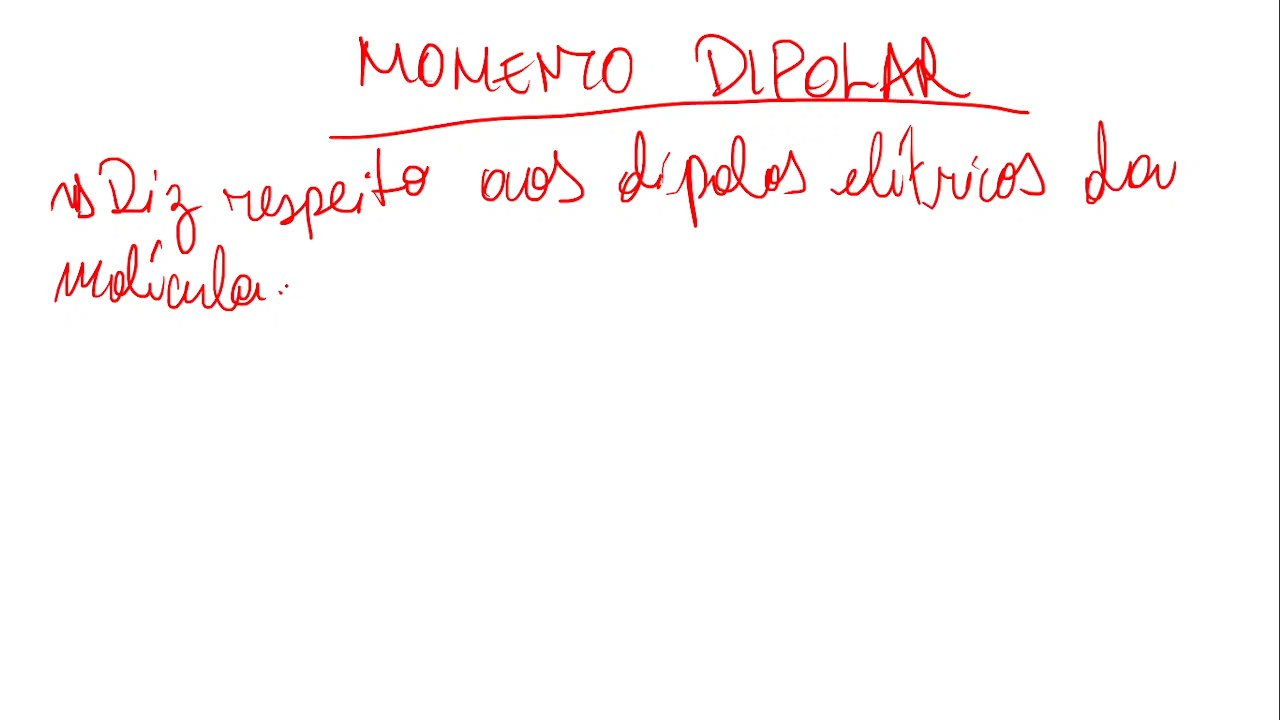 MOMENTO DIPOLAR
→ Diz respeito aos dipolos elétricos da
molécula.